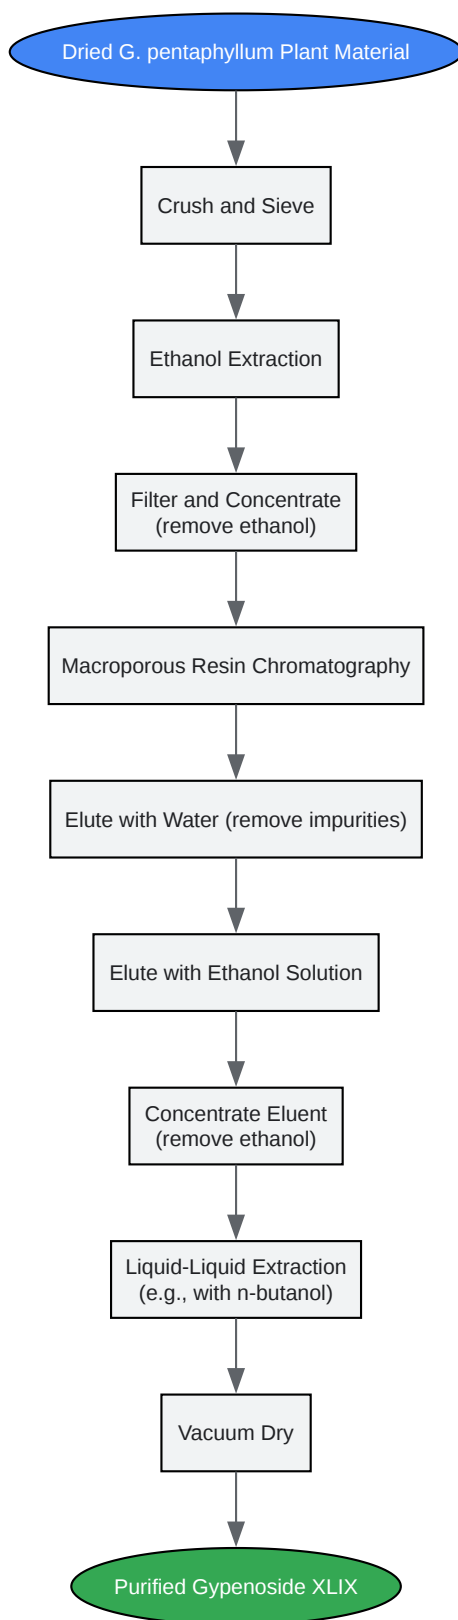 Dried G. pentaphyllum Plant Material
Crush and Sieve
Ethanol Extraction
Filter and Concentrate
(remove ethanol)
Macroporous Resin Chromatography
Elute with Water (remove impurities)
Elute with Ethanol Solution
Concentrate Eluent
(remove ethanol)
Liquid-Liquid Extraction
(e.g., with n-butanol)
Vacuum Dry
Purified Gypenoside XLIX